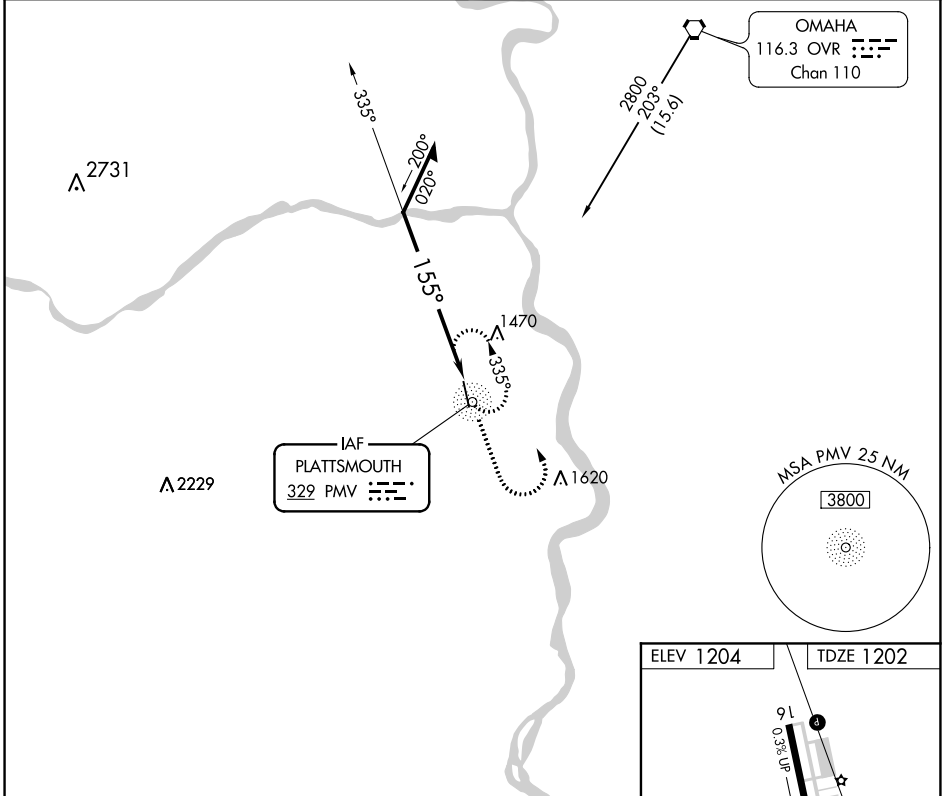 OMAHA
116.3 OVR
Chan 110
2800
203°
(15.6)
335°
200°
020°
2731
155°
1470
335°
IAF
PLATTSMOUTH
329 PMV
2229
1620
MSA PMV 25 NM
3800
ELEV 1204
TDZE 1202
16
P
0.3% UP